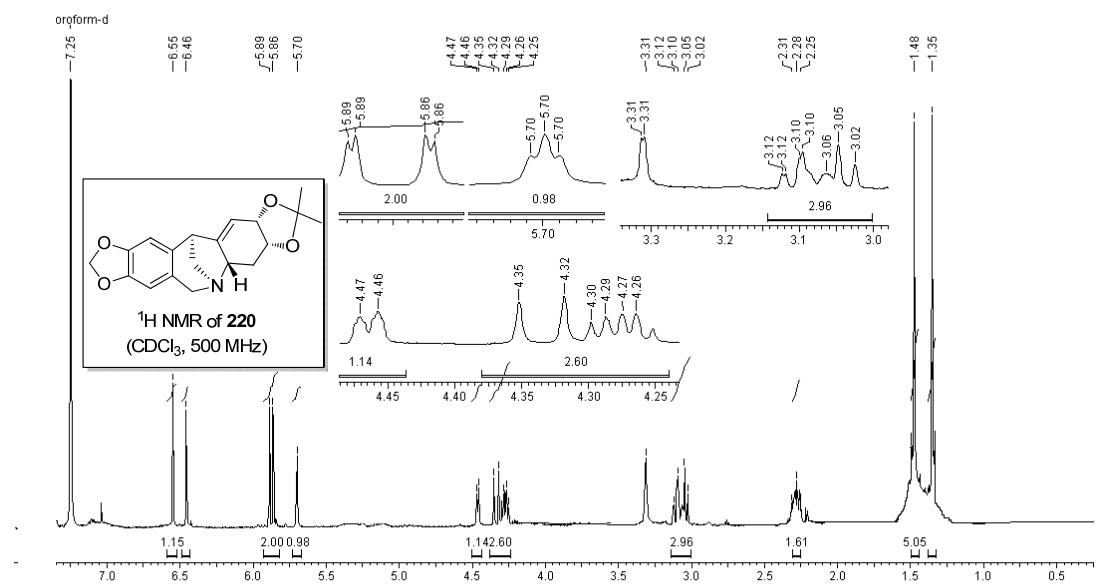 oroform-d
7.25 6.55 6.46 5.89 5.86 5.70 4.47 4.46 4.35 4.32 4.29 4.26 4.25 3.31 3.12 3.10 3.05 3.02 2.31 2.28 2.25 1.48 1.35
5.89 5.89 5.86 5.86 5.70 5.70 5.70
2.00 0.98
5.70
3.31 3.31 3.12 3.12 3.10 3.10 3.06 3.05 3.02
2.96
3.3 3.2 3.1 3.0
O O O O N H
¹H NMR of 220
(CDCl₃, 500 MHz)
4.47 4.46 4.35 4.32 4.30 4.29 4.27 4.26
1.14 2.60
4.45 4.40 4.35 4.30 4.25
1.15 2.00 0.98 1.14 2.60 2.96 1.61 5.05
7.0 6.5 6.0 5.5 5.0 4.5 4.0 3.5 3.0 2.5 2.0 1.5 1.0 0.5